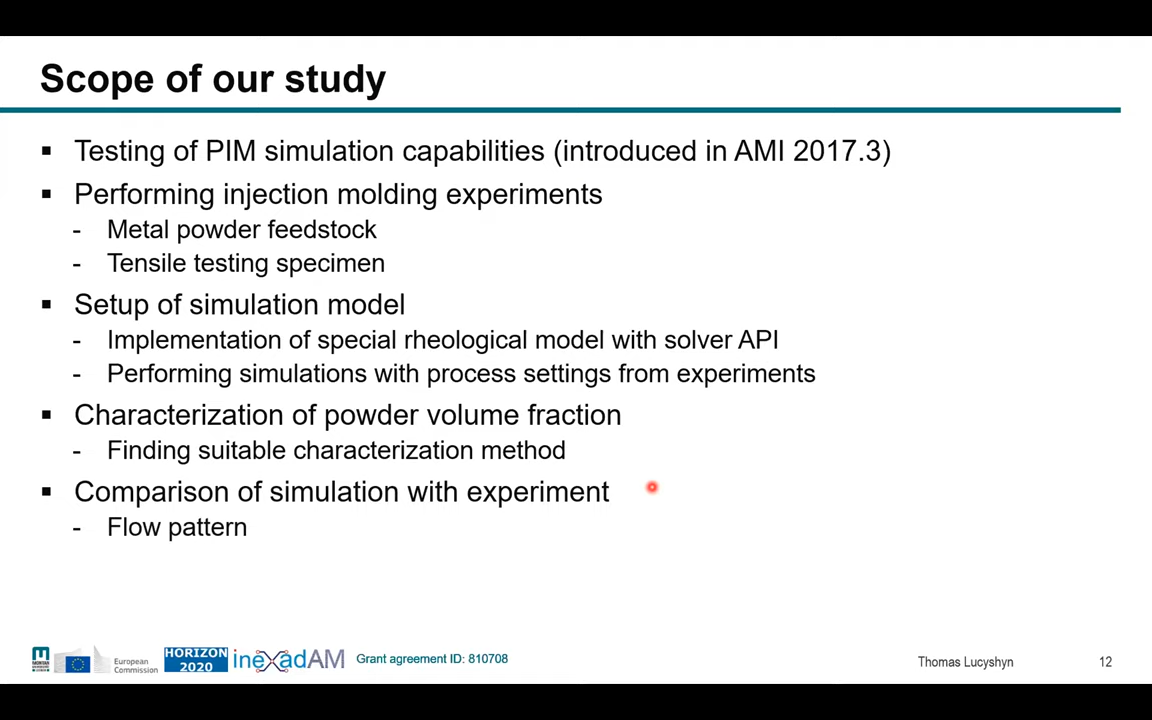 Scope of our study
▪ Testing of PIM simulation capabilities (introduced in AMI 2017.3)
▪ Performing injection molding experiments
- Metal powder feedstock
- Tensile testing specimen
▪ Setup of simulation model
- Implementation of special rheological model with solver API
- Performing simulations with process settings from experiments
▪ Characterization of powder volume fraction
- Finding suitable characterization method
▪ Comparison of simulation with experiment
- Flow pattern
European
Commission
HORIZON
2020
inexadAM
Grant agreement ID: 810708
Thomas Lucyshyn
12